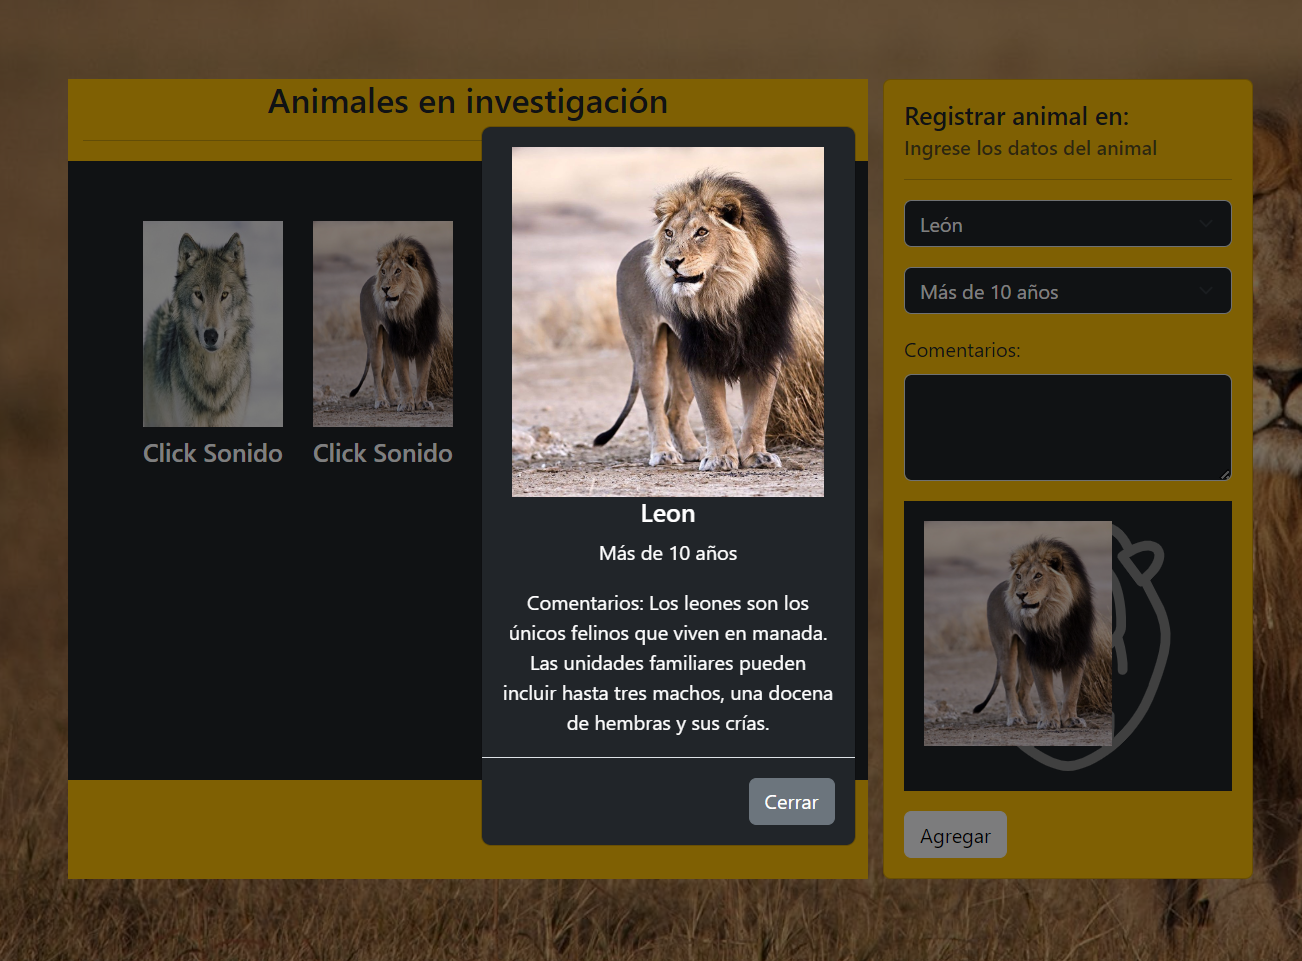 Animales en investigación
Click Sonido
Click Sonido
Leon
Más de 10 años
Comentarios: Los leones son los
únicos felinos que viven en manada.
Las unidades familiares pueden
incluir hasta tres machos, una docena
de hembras y sus crías.
Cerrar
Registrar animal en:
Ingrese los datos del animal
León
Más de 10 años
Comentarios:
Agregar